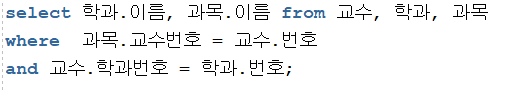 select 학과.이름, 과목.이름 from 교수, 학과, 과목
where  과목.교수번호 = 교수.번호
and 교수.학과번호 = 학과.번호;